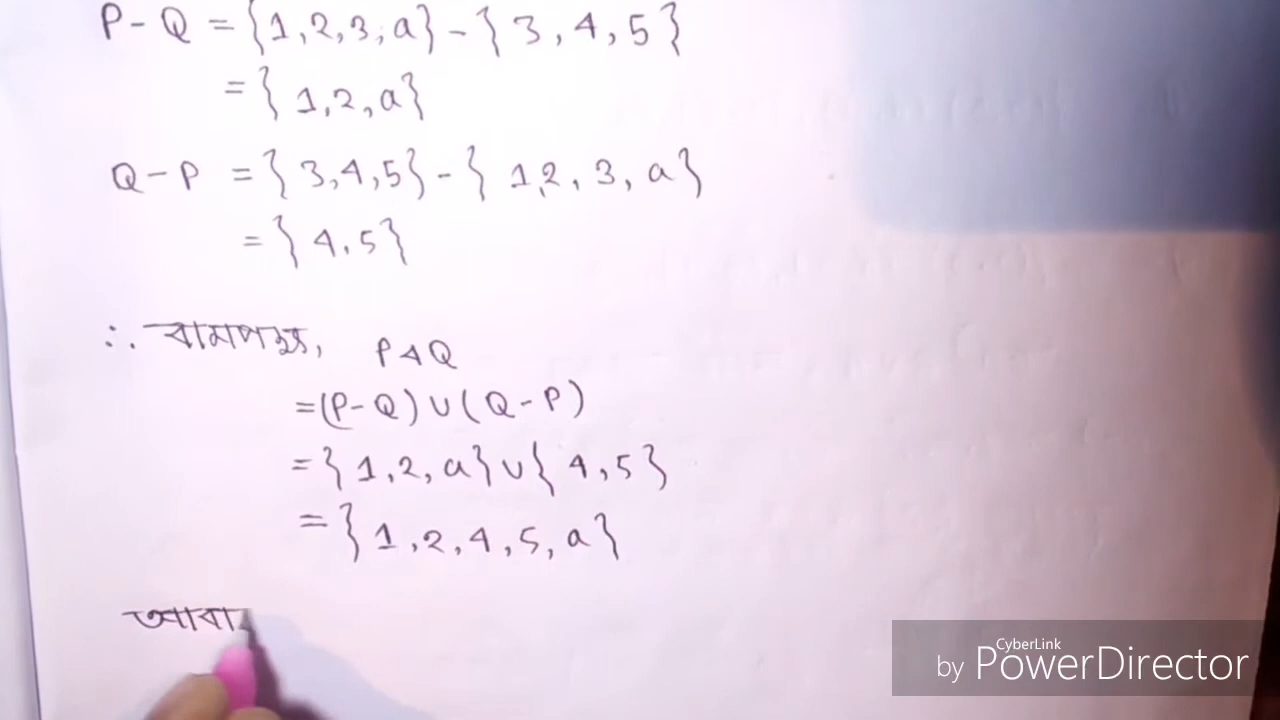 P - Q = {1,2,3,a} - {3,4,5}
= {1,2,a}
Q - P = {3,4,5} - {1,2,3,a}
= {4,5}
∴ বামপক্ষ, P Δ Q
= (P - Q) ∪ (Q - P)
= {1,2,a} ∪ {4,5}
= {1,2,4,5,a}
আবা
CyberLink
by PowerDirector